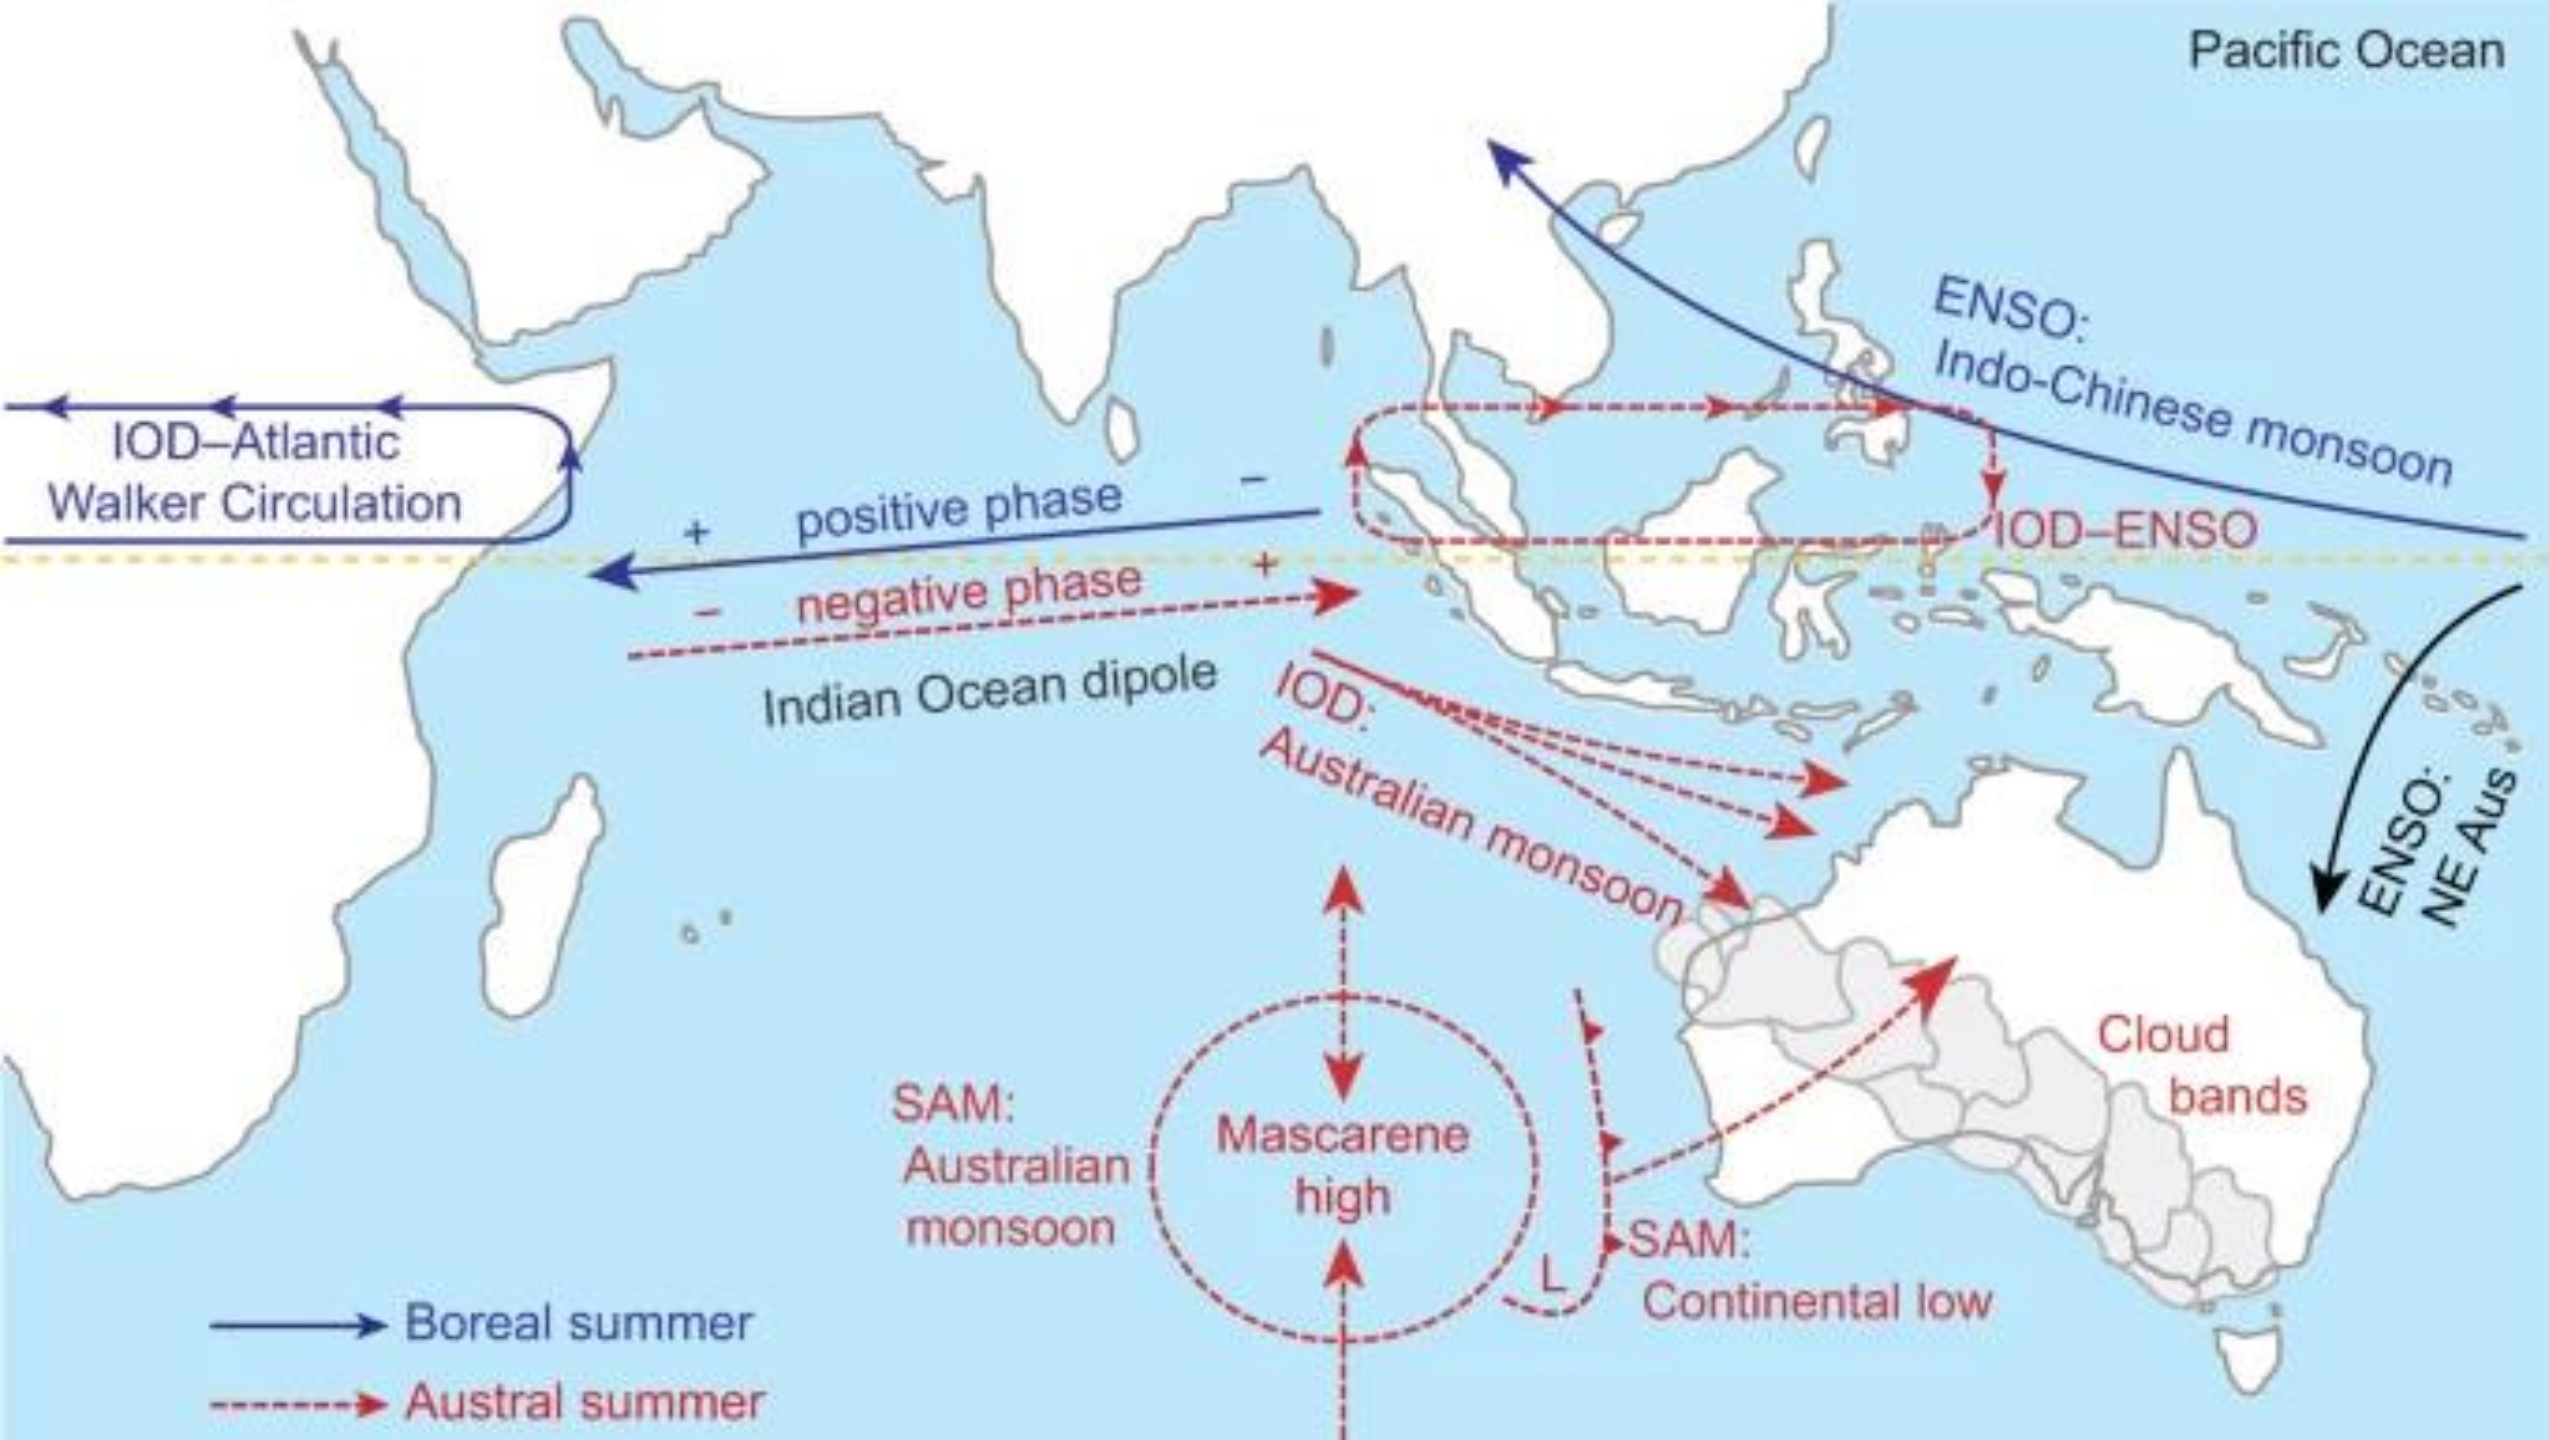 Pacific Ocean
ENSO:
Indo-Chinese monsoon
IOD–Atlantic
Walker Circulation
+ positive phase –
– negative phase +
Indian Ocean dipole
IOD–ENSO
IOD:
Australian monsoon
ENSO:
NE Aus
Cloud
bands
SAM:
Australian
monsoon
Mascarene
high
L
SAM:
Continental low
Boreal summer
Austral summer